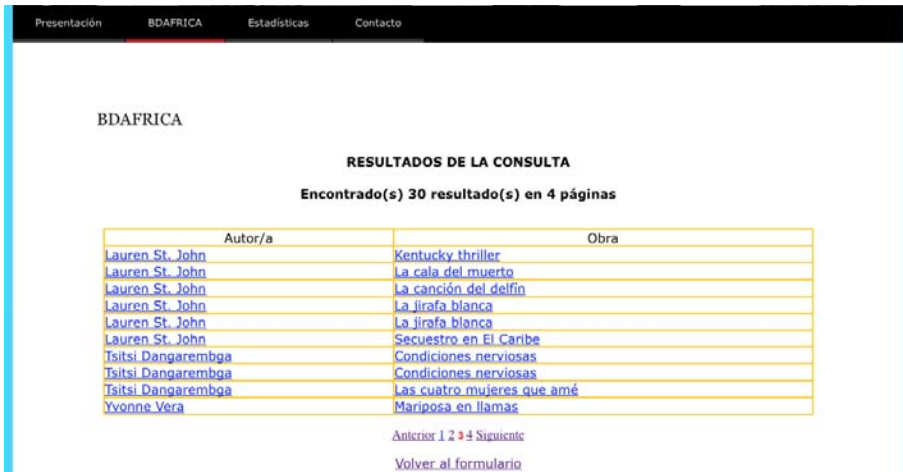 Presentación BDAFRICA Estadísticas Contacto
BDAFRICA
RESULTADOS DE LA CONSULTA
Encontrado(s) 30 resultado(s) en 4 páginas
Autor/a Obra
Lauren St. John Kentucky thriller
Lauren St. John La cala del muerto
Lauren St. John La canción del delfín
Lauren St. John La jirafa blanca
Lauren St. John La jirafa blanca
Lauren St. John Secuestro en El Caribe
Tsitsi Dangarembga Condiciones nerviosas
Tsitsi Dangarembga Condiciones nerviosas
Tsitsi Dangarembga Las cuatro mujeres que amé
Yvonne Vera Mariposa en llamas
Anterior 1 2 3 4 Siguiente
Volver al formulario